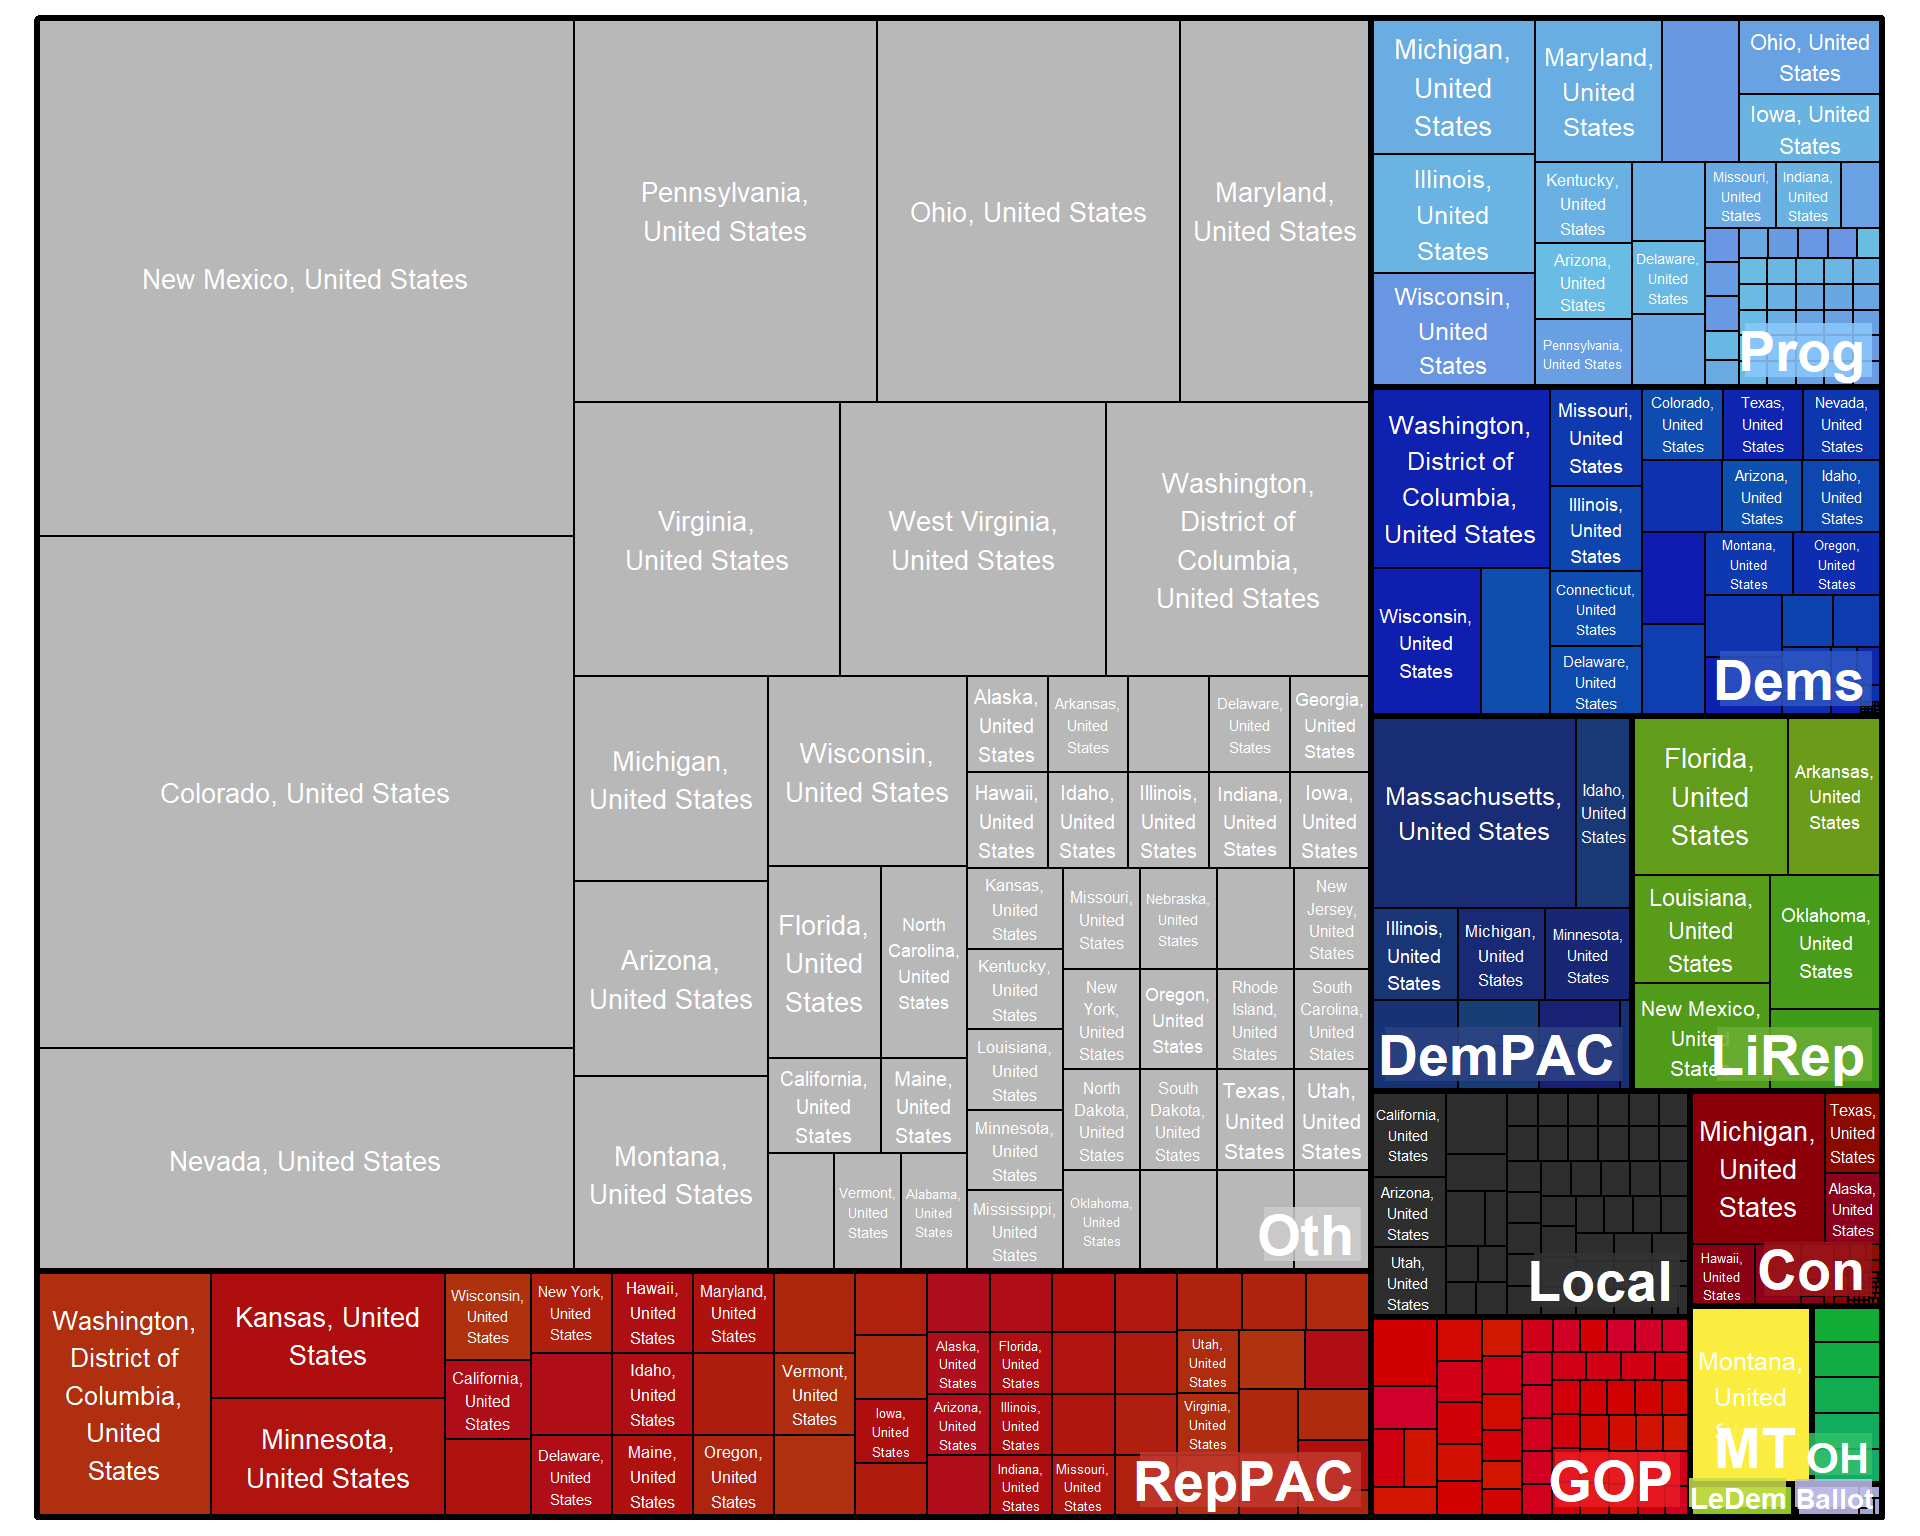 New Mexico, United States
Colorado, United States
Nevada, United States
Pennsylvania,
United States
Ohio, United States
Maryland,
United States
Virginia,
United States
West Virginia,
United States
Washington,
District of
Columbia,
United States
Michigan,
United States
Arizona,
United States
Montana,
United States
Wisconsin,
United States
Florida,
United
States
North
Carolina,
United
States
California,
United
States
Maine,
United
States
Vermont,
United
States
Alabama,
United
States
Alaska,
United
States
Arkansas,
United
States
Delaware,
United
States
Georgia,
United
States
Hawaii,
United
States
Idaho,
United
States
Illinois,
United
States
Indiana,
United
States
Iowa,
United
States
Kansas,
United
States
Kentucky,
United
States
Louisiana,
United
States
Minnesota,
United
States
Mississippi,
United
States
Missouri,
United
States
Nebraska,
United
States
New
Jersey,
United
States
New
York,
United
States
Oregon,
United
States
Rhode
Island,
United
States
South
Carolina,
United
States
North
Dakota,
United
States
South
Dakota,
United
States
Texas,
United
States
Utah,
United
States
Oklahoma,
United
States
Oth
Washington,
District of
Columbia,
United
States
Kansas, United
States
Minnesota,
United States
Wisconsin,
United
States
California,
United
States
New York,
United
States
Delaware,
United
States
Hawaii,
United
States
Idaho,
United
States
Maine,
United
States
Maryland,
United
States
Oregon,
United
States
Vermont,
United
States
Iowa,
United
States
Alaska,
United
States
Arizona,
United
States
Florida,
United
States
Illinois,
United
States
Indiana,
United
States
Missouri,
United
States
Utah,
United
States
Virginia,
United
States
RepPAC
Michigan,
United
States
Illinois,
United
States
Wisconsin,
United
States
Maryland,
United
States
Ohio, United
States
Iowa, United
States
Kentucky,
United
States
Arizona,
United
States
Pennsylvania,
United States
Delaware,
United
States
Missouri,
United
States
Indiana,
United
States
Prog
Washington,
District of
Columbia,
United States
Wisconsin,
United
States
Missouri,
United
States
Illinois,
United
States
Connecticut,
United
States
Delaware,
United
States
Colorado,
United
States
Texas,
United
States
Nevada,
United
States
Arizona,
United
States
Idaho,
United
States
Montana,
United
States
Oregon,
United
States
Dems
Massachusetts,
United States
Idaho,
United
States
Illinois,
United
States
Michigan,
United
States
Minnesota,
United
States
DemPAC
Florida,
United
States
Arkansas,
United
States
Louisiana,
United
States
Oklahoma,
United
States
New Mexico,
United
States
LiRep
California,
United
States
Arizona,
United
States
Utah,
United
States
Local
Michigan,
United
States
Texas,
United
States
Alaska,
United
States
Hawaii,
United
States
Con
GOP
Montana,
United
MT
OH
LeDem
Ballot